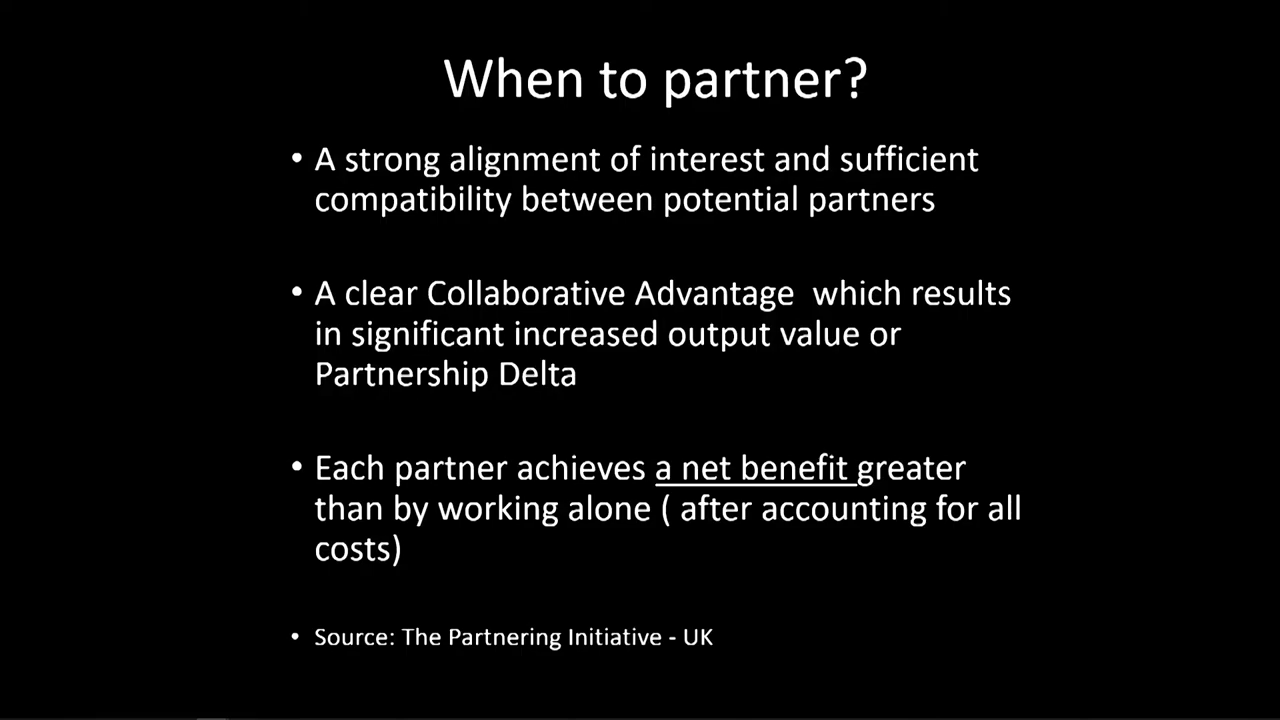 When to partner?
• A strong alignment of interest and sufficient
compatibility between potential partners
• A clear Collaborative Advantage  which results
in significant increased output value or
Partnership Delta
• Each partner achieves a net benefit greater
than by working alone ( after accounting for all
costs)
• Source: The Partnering Initiative - UK